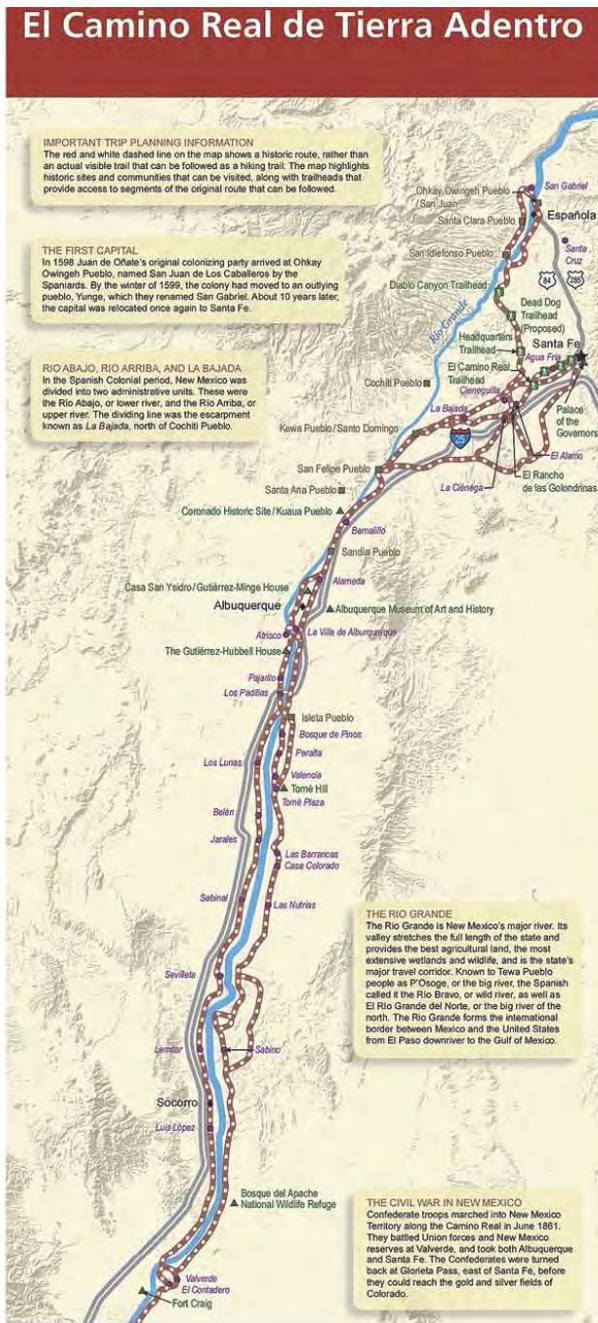 El Camino Real de Tierra Adentro
IMPORTANT TRIP PLANNING INFORMATION
The red and white dashed line on the map shows a historic route, rather than
an actual visible trail that can be followed as a hiking trail. The map highlights
historic sites and communities that can be visited, along with trailheads that
provide access to segments of the original route that can be followed.
THE FIRST CAPITAL
In 1598 Juan de Oñate's original colonizing party arrived at Ohkay
Owingeh Pueblo, named San Juan de Los Caballeros by the
Spaniards. By the winter of 1599, the colony had moved to an outlying
pueblo, Yunge, which they renamed San Gabriel. About 10 years later,
the capital was relocated once again to Santa Fe.
RIO ABAJO, RIO ARRIBA, AND LA BAJADA
In the Spanish Colonial period, New Mexico was
divided into two administrative units. These were
the Río Abajo, or lower river, and the Río Arriba, or
upper river. The dividing line was the escarpment
known as La Bajada, north of Cochiti Pueblo.
San Gabriel
Ohkay Owingeh Pueblo
/San Juan
Española
Santa Clara Pueblo
Santa
Cruz
San Ildefonso Pueblo
84
285
Diablo Canyon Trailhead
Dead Dog
Trailhead
(Proposed)
Rio Grande
Headquarters
Trailhead
Santa Fe
Agua Fria
El Camino Real
Trailhead
Cieneguilla
Cochiti Pueblo
Palace
of the
Governors
La Bajada
Kewa Pueblo/Santo Domingo
25
El Alamo
San Felipe Pueblo
El Rancho
de las Golondrinas
La Ciénega
Santa Ana Pueblo
Coronado Historic Site/Kuaua Pueblo
Bernalillo
Sandia Pueblo
Casa San Ysidro/Gutiérrez-Minge House
Alameda
Albuquerque
Albuquerque Museum of Art and History
Atrisco
La Villa de Alburquerque
The Gutiérrez-Hubbell House
Pajarito
Los Padillas
Isleta Pueblo
Bosque de Pinos
Peralta
Los Lunas
Valencia
Tomé Hill
Tomé Plaza
Belén
Jarales
Las Barrancas
Casa Colorado
Sabinal
Las Nutrias
THE RIO GRANDE
The Rio Grande is New Mexico's major river. Its
valley stretches the full length of the state and
provides the best agricultural land, the most
extensive wetlands and wildlife, and is the state's
major travel corridor. Known to Tewa Pueblo
people as P'Osoge, or the big river, the Spanish
called it the Río Bravo, or wild river, as well as
El Río Grande del Norte, or the big river of the
north. The Rio Grande forms the international
border between Mexico and the United States
from El Paso downriver to the Gulf of Mexico.
Sevilleta
Lemitar
Sabino
Socorro
Luis López
Bosque del Apache
National Wildlife Refuge
THE CIVIL WAR IN NEW MEXICO
Confederate troops marched into New Mexico
Territory along the Camino Real in June 1861.
They battled Union forces and New Mexico
reserves at Valverde, and took both Albuquerque
and Santa Fe. The Confederates were turned
back at Glorieta Pass, east of Santa Fe, before
they could reach the gold and silver fields of
Colorado.
Valverde
El Contadero
Fort Craig